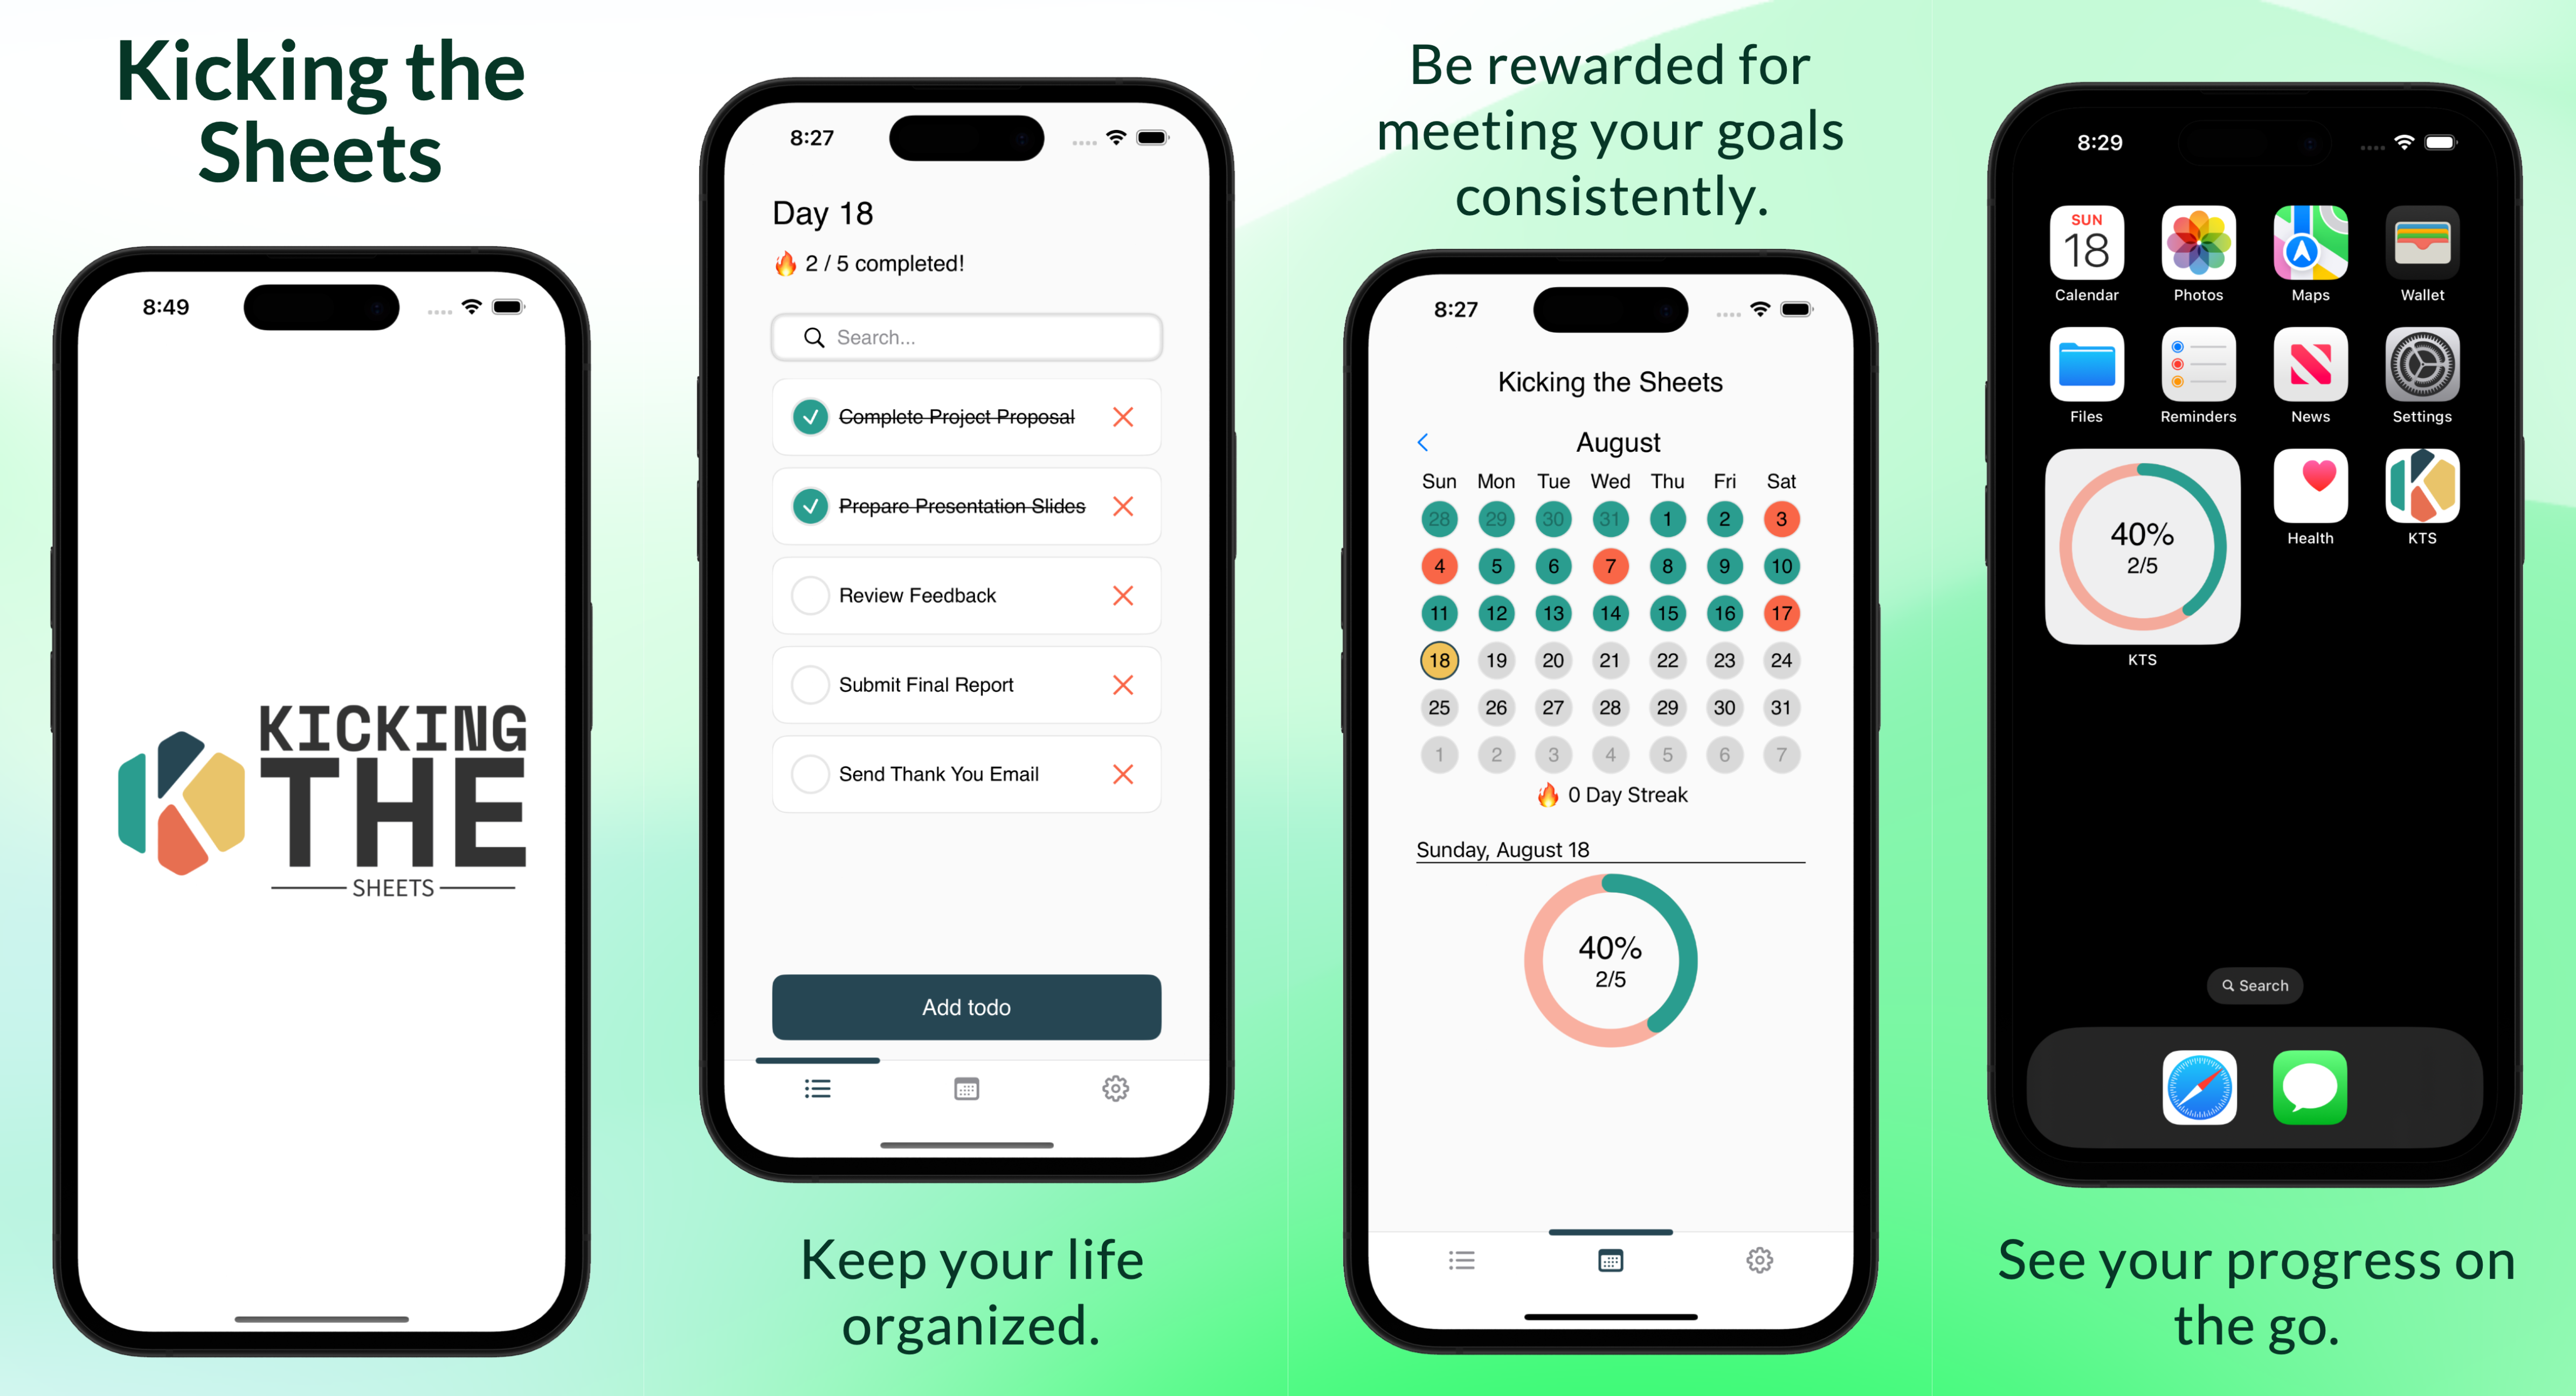 Kicking the
Sheets
8:49
KICKING
THE
SHEETS
8:27
Day 18
🔥 2 / 5 completed!
Search...
Complete Project Proposal
Prepare Presentation Slides
Review Feedback
Submit Final Report
Send Thank You Email
Add todo
Keep your life
organized.
Be rewarded for
meeting your goals
consistently.
8:27
Kicking the Sheets
August
Sun Mon Tue Wed Thu Fri Sat
28 29 30 31 1 2 3
4 5 6 7 8 9 10
11 12 13 14 15 16 17
18 19 20 21 22 23 24
25 26 27 28 29 30 31
1 2 3 4 5 6 7
🔥 0 Day Streak
Sunday, August 18
40%
2/5
8:29
SUN
18
Calendar Photos Maps Wallet
Files Reminders News Settings
40%
2/5
Health KTS
KTS
Search
See your progress on
the go.